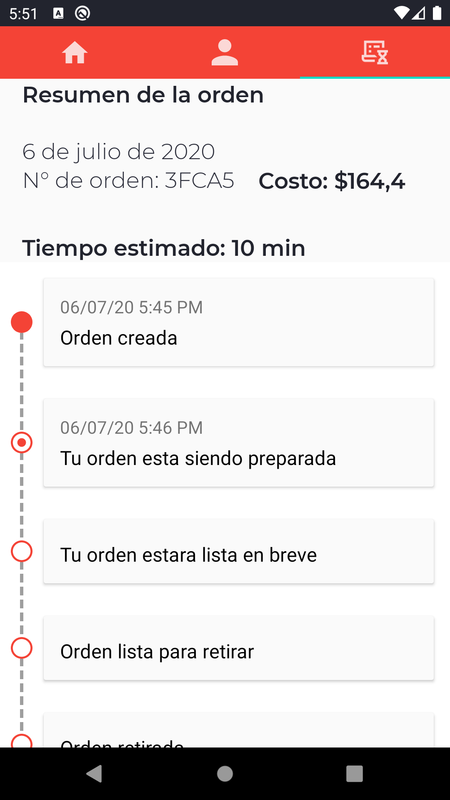 5:51
Resumen de la orden
6 de julio de 2020
N° de orden: 3FCA5 Costo: $164,4
Tiempo estimado: 10 min
06/07/20 5:45 PM
Orden creada
06/07/20 5:46 PM
Tu orden esta siendo preparada
Tu orden estara lista en breve
Orden lista para retirar
Orden retirada